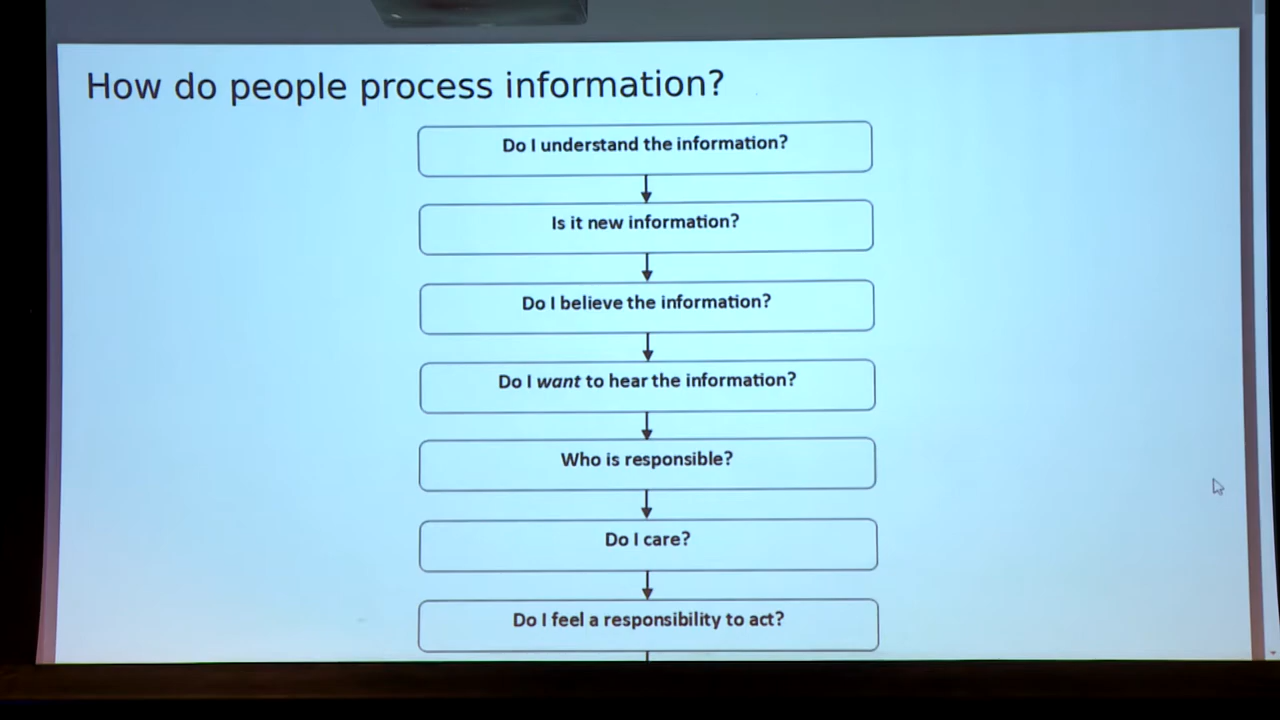 How do people process information?
Do I understand the information?
Is it new information?
Do I believe the information?
Do I want to hear the information?
Who is responsible?
Do I care?
Do I feel a responsibility to act?